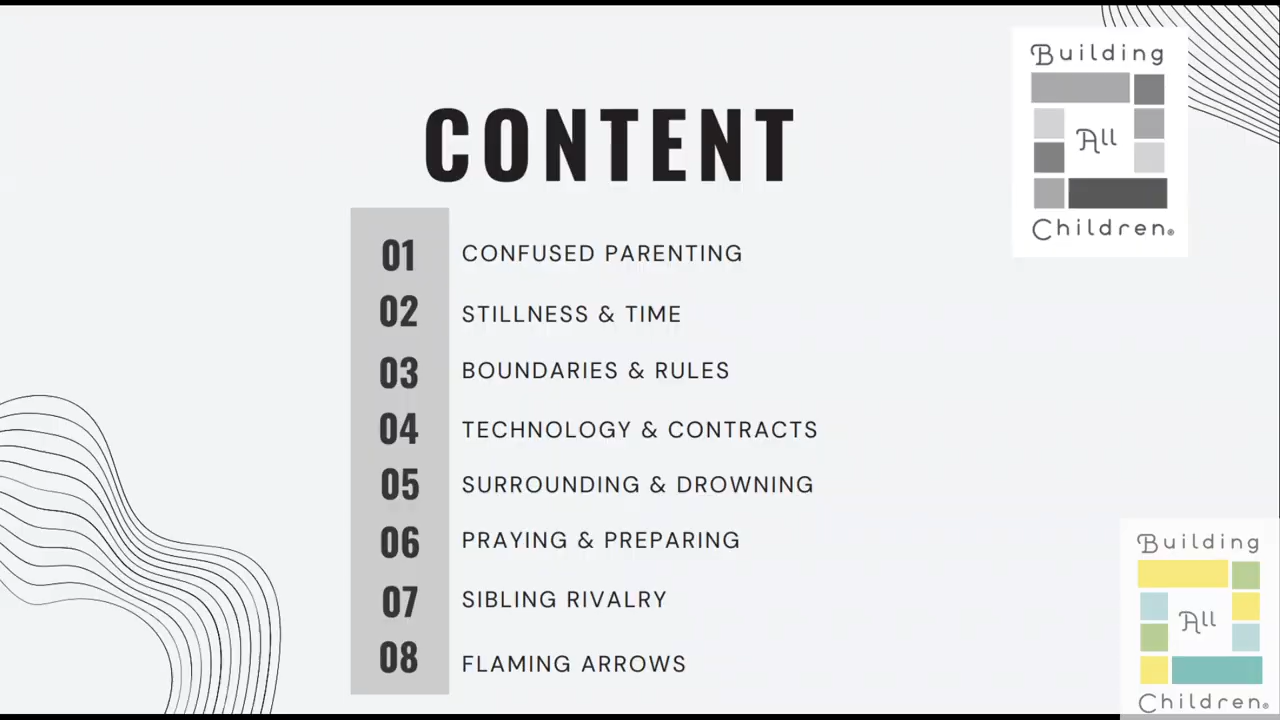 CONTENT
01 CONFUSED PARENTING
02 STILLNESS & TIME
03 BOUNDARIES & RULES
04 TECHNOLOGY & CONTRACTS
05 SURROUNDING & DROWNING
06 PRAYING & PREPARING
07 SIBLING RIVALRY
08 FLAMING ARROWS
Building
All
Children®
Building
All
Children®